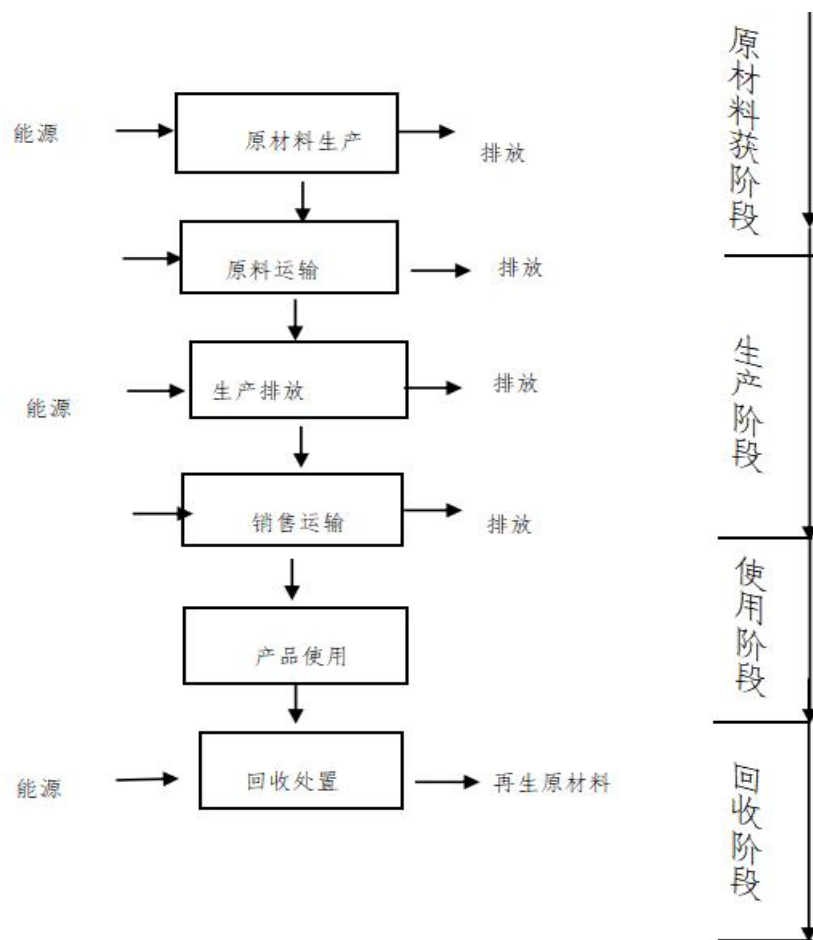 能源
原材料生产
排放
原料运输
排放
能源
生产排放
排放
销售运输
排放
产品使用
能源
回收处置
再生原材料
原材料获阶段
生产阶段
使用阶段
回收阶段